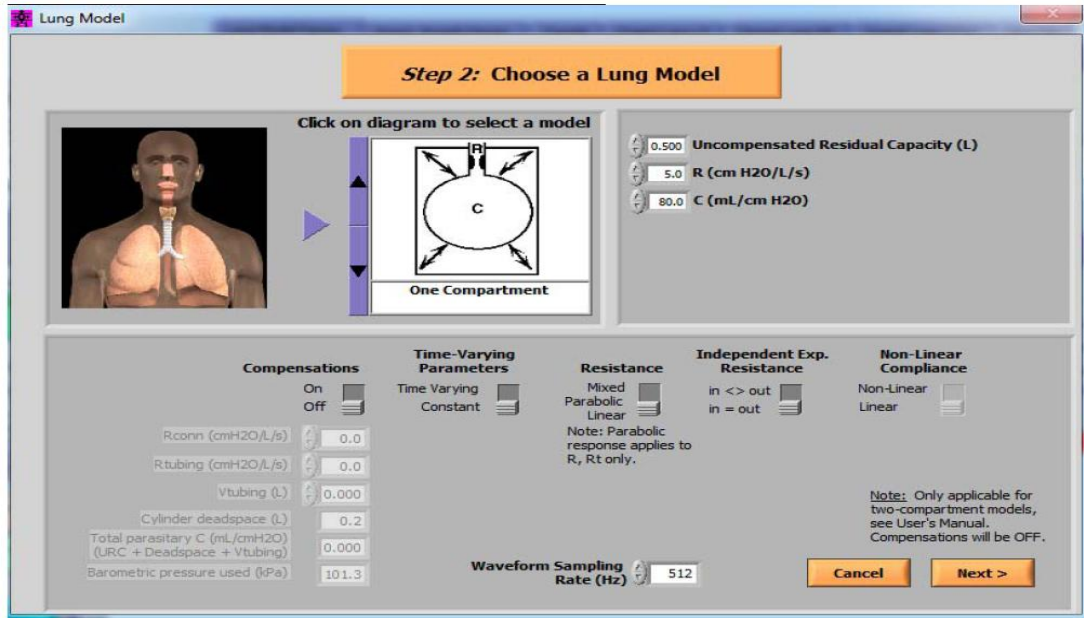 Lung Model
Step 2: Choose a Lung Model
Click on diagram to select a model
R
C
One Compartment
0.500 Uncompensated Residual Capacity (L)
5.0 R (cm H2O/L/s)
80.0 C (mL/cm H2O)
Compensations
On
Off
Rconn (cmH2O/L/s) 0.0
Rtubing (cmH2O/L/s) 0.0
Vtubing (L) 0.000
Cylinder deadspace (L) 0.2
Total parasitary C (mL/cmH2O)
(URC + Deadspace + Vtubing) 0.000
Barometric pressure used (kPa) 101.3
Time-Varying
Parameters
Time Varying
Constant
Resistance
Mixed
Parabolic
Linear
Note: Parabolic
response applies to
R, Rt only.
Independent Exp.
Resistance
in <> out
in = out
Non-Linear
Compliance
Non-Linear
Linear
Note: Only applicable for
two-compartment models,
see User's Manual.
Compensations will be OFF.
Waveform Sampling
Rate (Hz) 512
Cancel
Next >